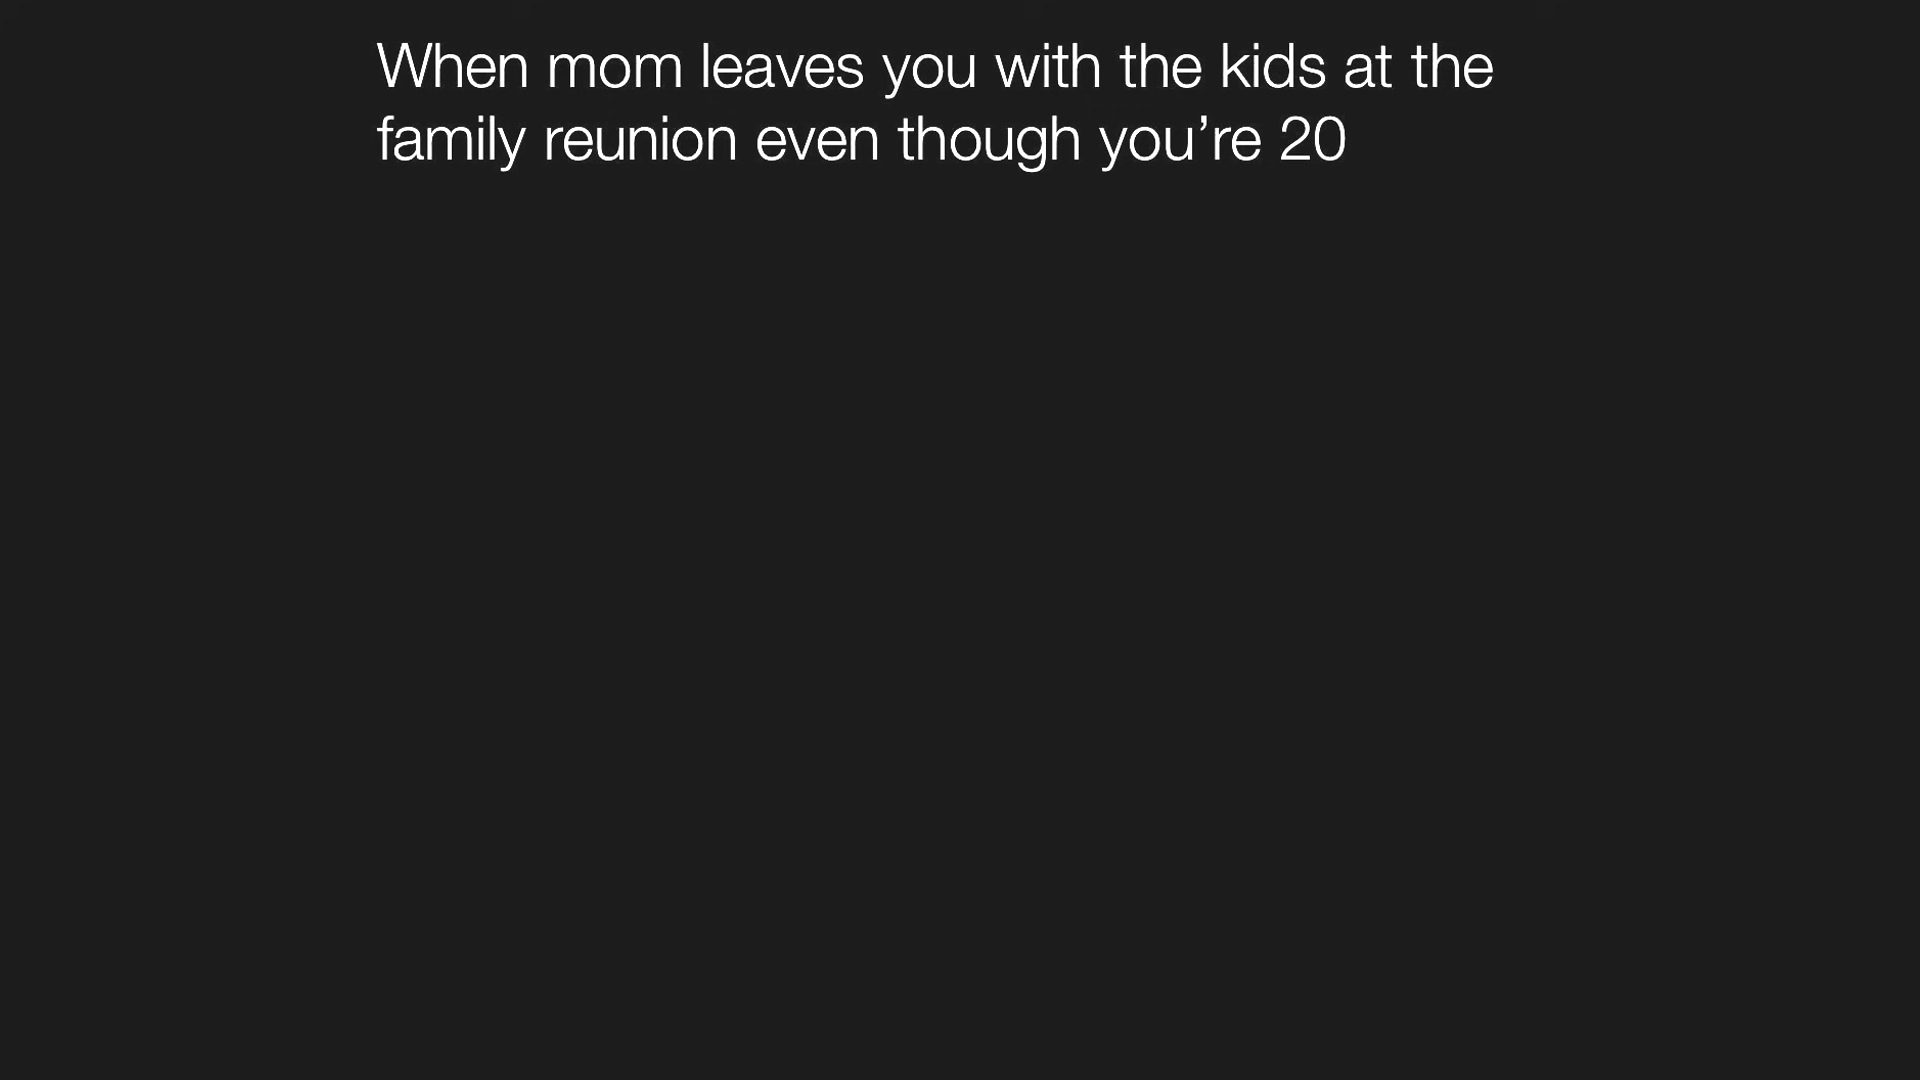 When mom leaves you with the kids at the
family reunion even though you’re 20